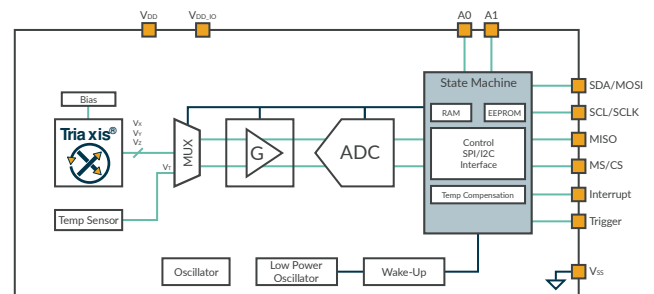 VDD
VDD_IO
A0
A1
State Machine
Bias
RAM
EEPROM
SDA/MOSI
SCL/SCLK
Triaxis®
VX
VY
VZ
VT
MUX
G
ADC
Control
SPI/I2C
Interface
MISO
MS/CS
Temp Compensation
Interrupt
Temp Sensor
Trigger
Oscillator
Low Power
Oscillator
Wake-Up
VSS